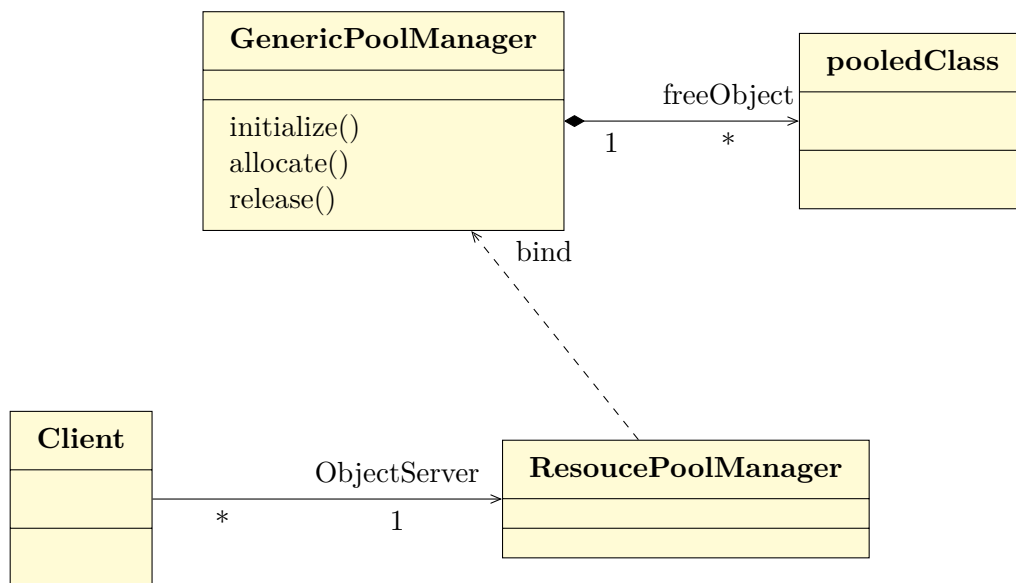 GenericPoolManager
initialize()
allocate()
release()
pooledClass
freeObject
1
*
bind
Client
ObjectServer
*
1
ResoucePoolManager